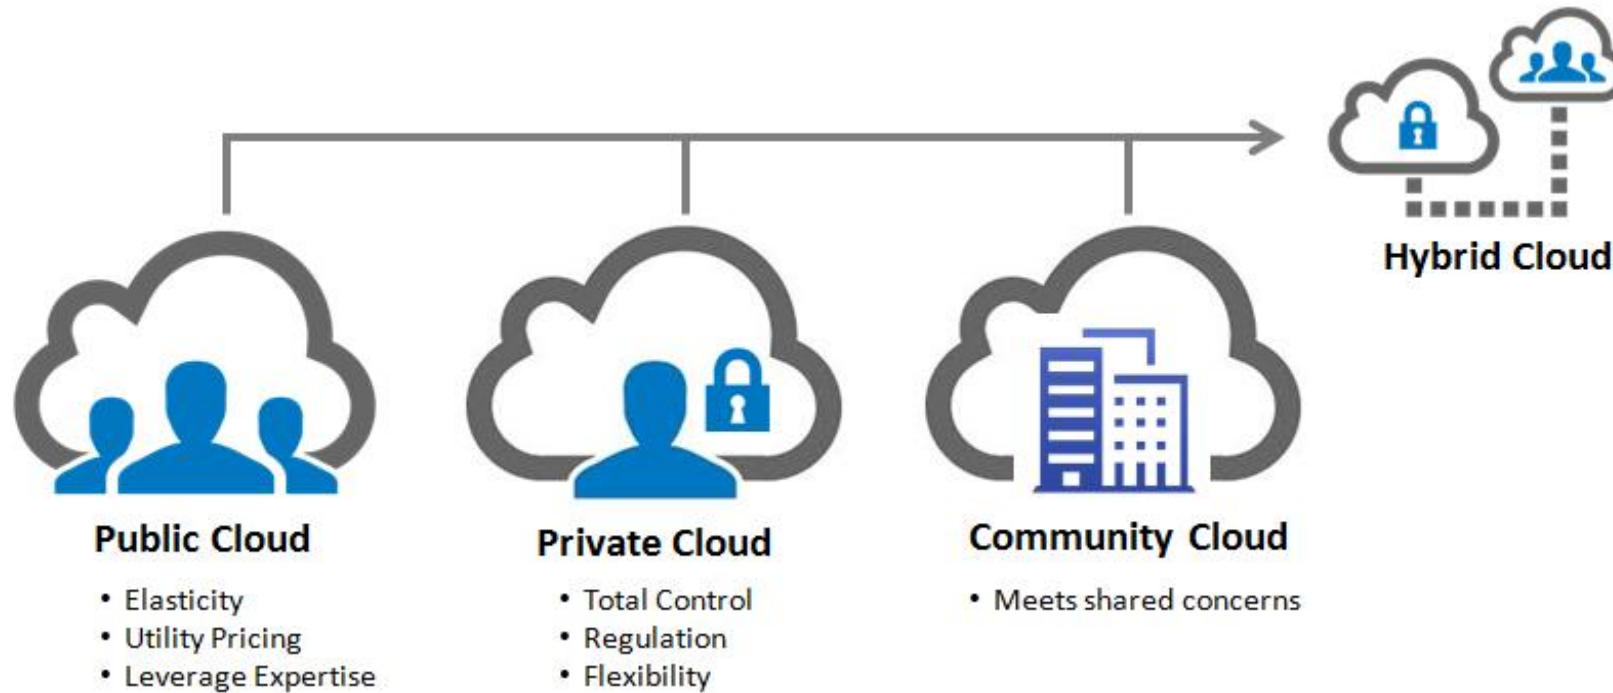 Hybrid Cloud
Public Cloud
• Elasticity
• Utility Pricing
• Leverage Expertise
Private Cloud
• Total Control
• Regulation
• Flexibility
Community Cloud
• Meets shared concerns